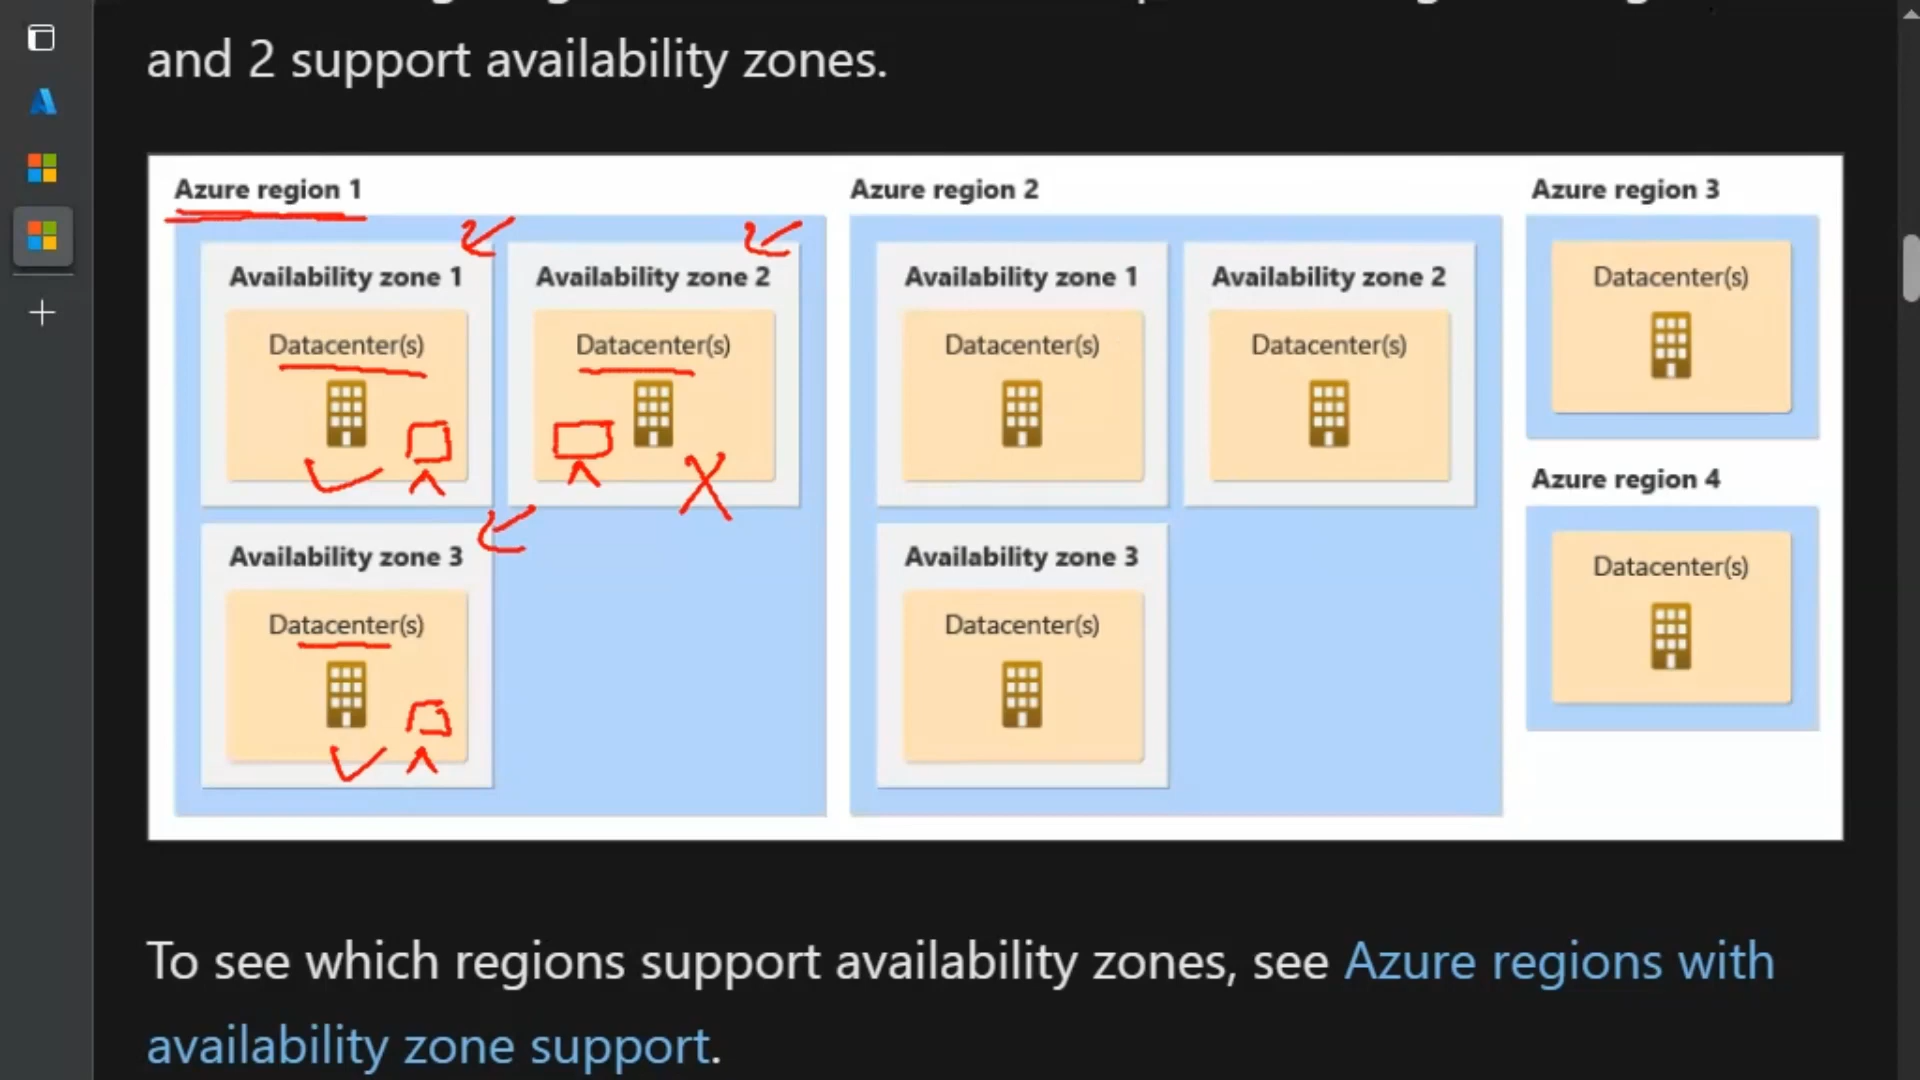 and 2 support availability zones.
Azure region 1
Availability zone 1
Datacenter(s)
Availability zone 2
Datacenter(s)
Availability zone 3
Datacenter(s)
Azure region 2
Availability zone 1
Datacenter(s)
Availability zone 2
Datacenter(s)
Availability zone 3
Datacenter(s)
Azure region 3
Datacenter(s)
Azure region 4
Datacenter(s)
To see which regions support availability zones, see Azure regions with
availability zone support.